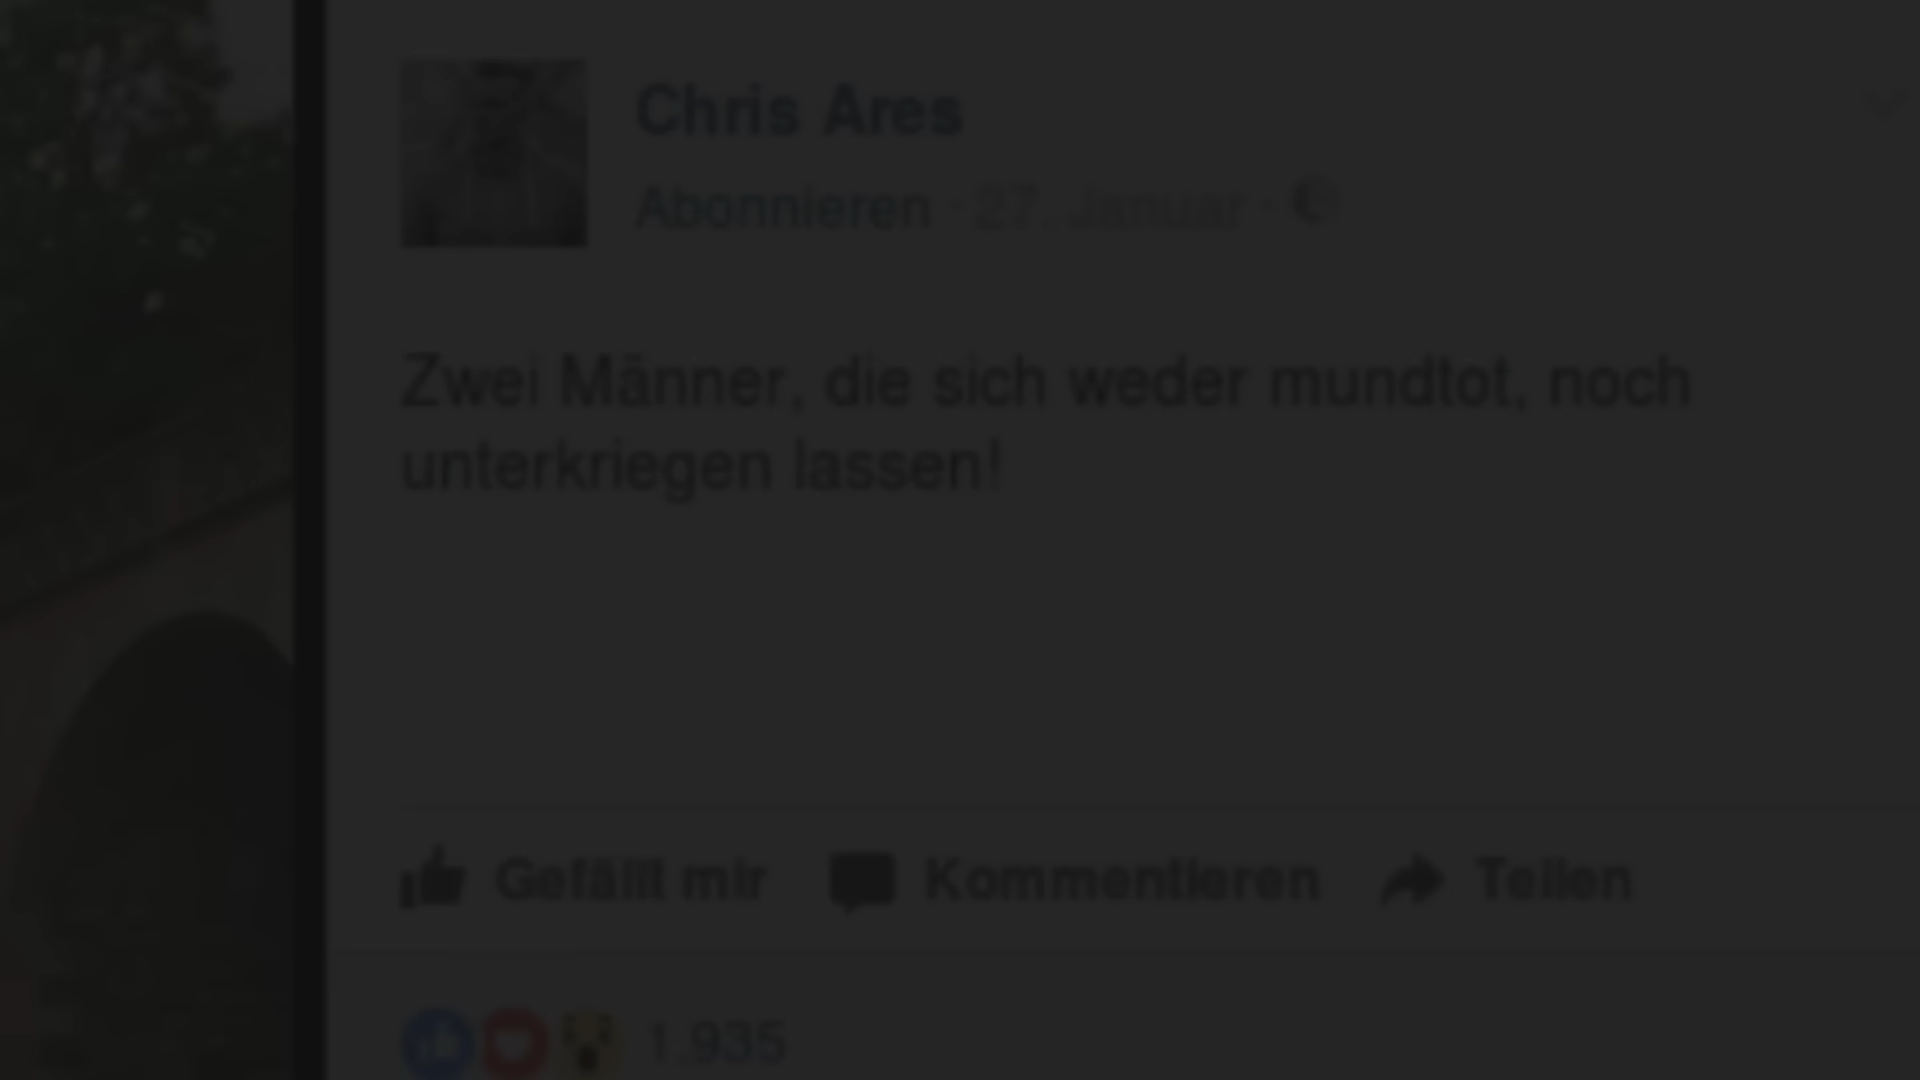 Chris Ares
Abonnieren · 27. Januar ·
Zwei Männer, die sich weder mundtot, noch
unterkriegen lassen!
Gefällt mir Kommentieren Teilen
1.935